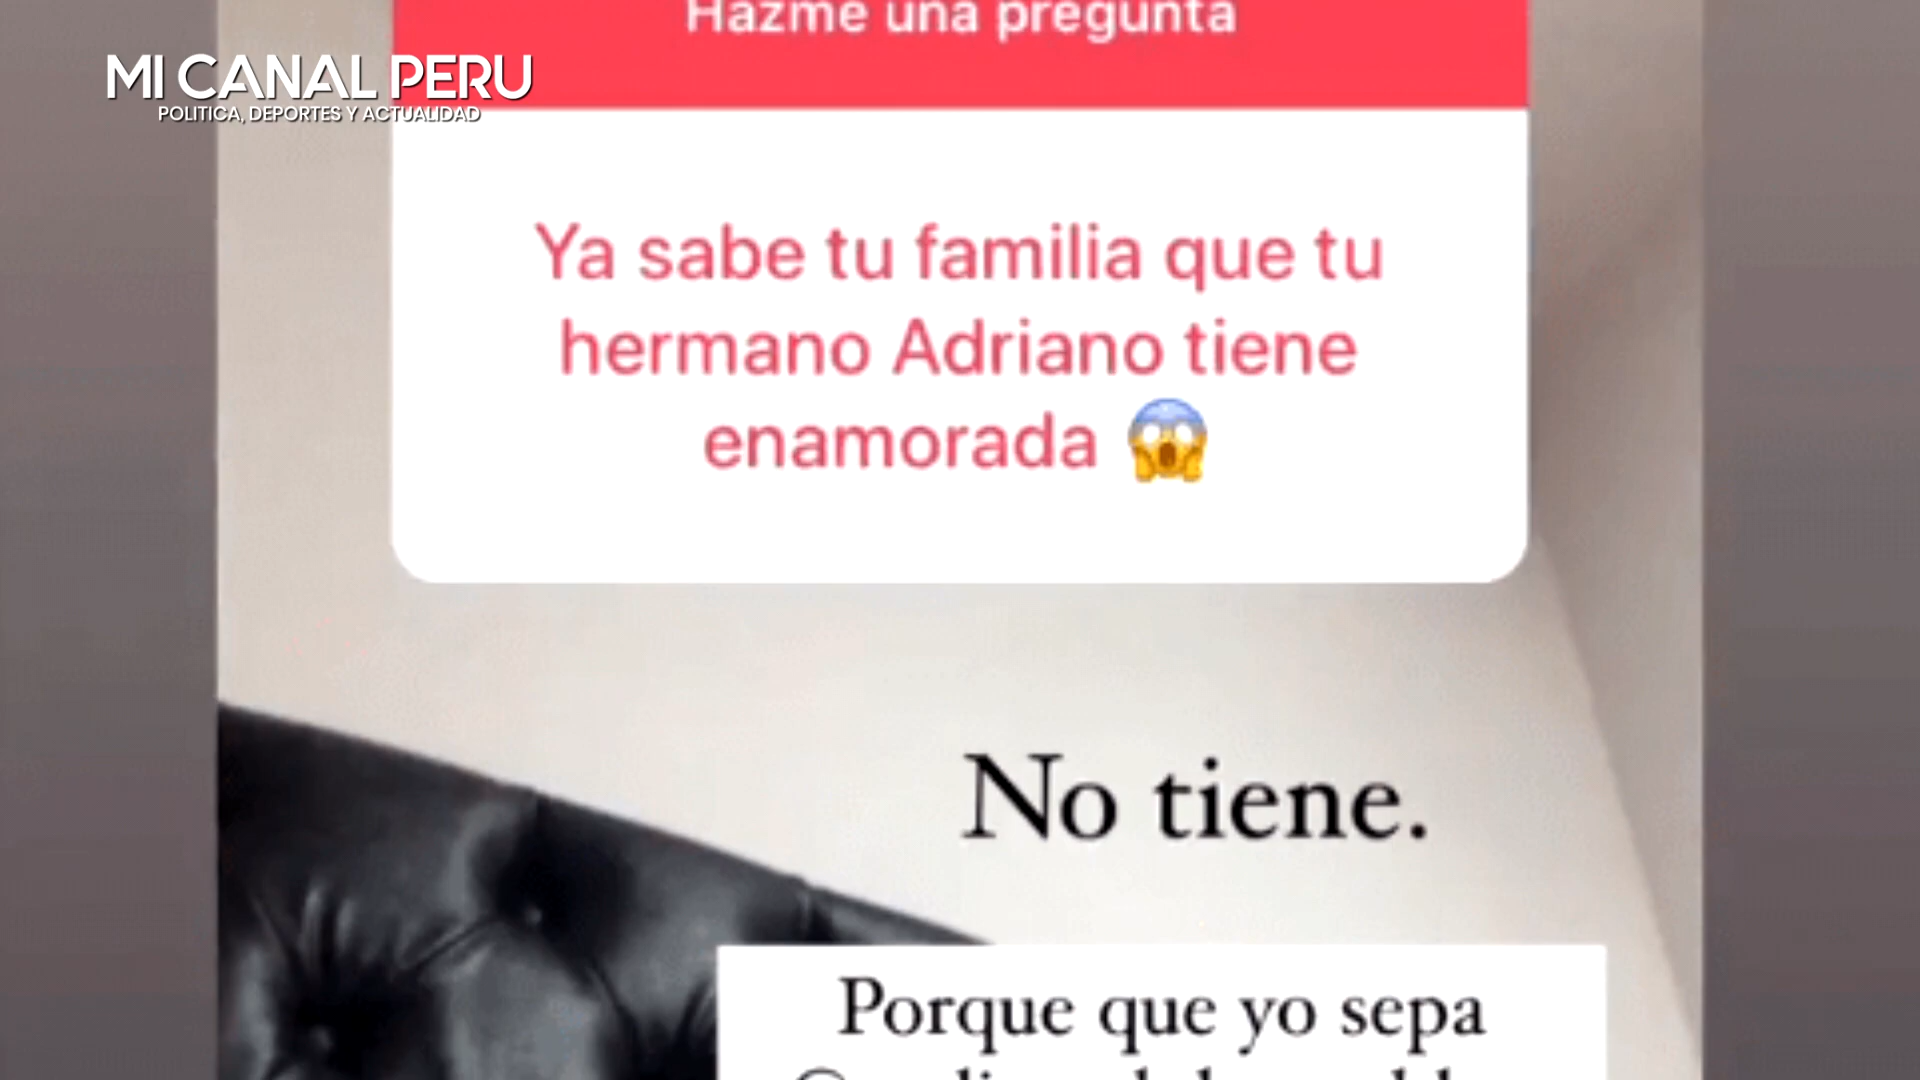 Hazme una pregunta
MI CANAL PERU
POLITICA, DEPORTES Y ACTUALIDAD
Ya sabe tu familia que tu
hermano Adriano tiene
enamorada 😱
No tiene.
Porque que yo sepa